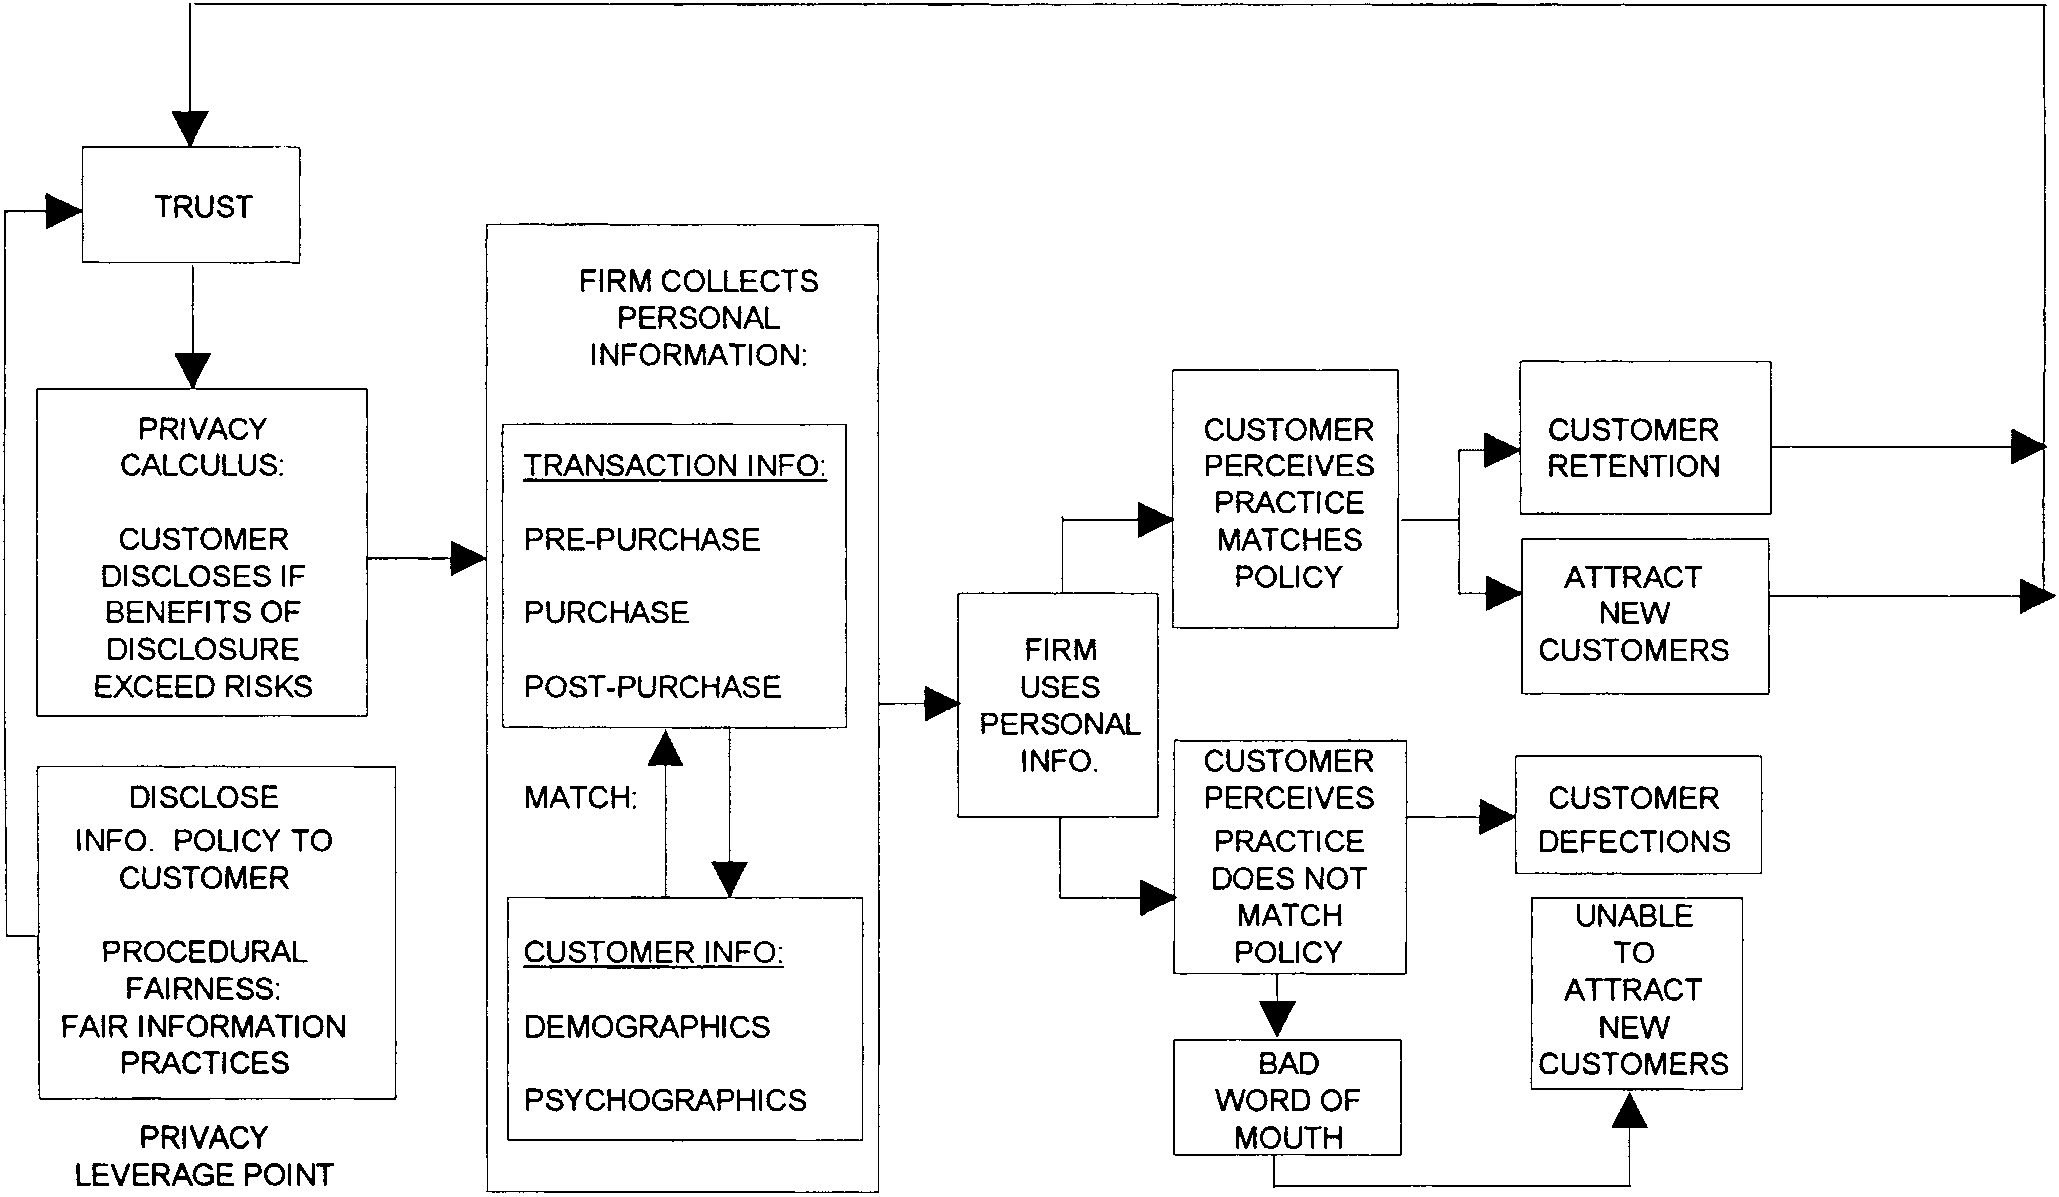 TRUST
PRIVACY
CALCULUS:
CUSTOMER
DISCLOSES IF
BENEFITS OF
DISCLOSURE
EXCEED RISKS
DISCLOSE
INFO. POLICY TO
CUSTOMER
PROCEDURAL
FAIRNESS:
FAIR INFORMATION
PRACTICES
PRIVACY
LEVERAGE POINT
FIRM COLLECTS
PERSONAL
INFORMATION:
TRANSACTION INFO:
PRE-PURCHASE
PURCHASE
POST-PURCHASE
MATCH:
CUSTOMER INFO:
DEMOGRAPHICS
PSYCHOGRAPHICS
FIRM
USES
PERSONAL
INFO.
CUSTOMER
PERCEIVES
PRACTICE
MATCHES
POLICY
CUSTOMER
RETENTION
ATTRACT
NEW
CUSTOMERS
CUSTOMER
PERCEIVES
PRACTICE
DOES NOT
MATCH
POLICY
CUSTOMER
DEFECTIONS
BAD
WORD OF
MOUTH
UNABLE
TO
ATTRACT
NEW
CUSTOMERS